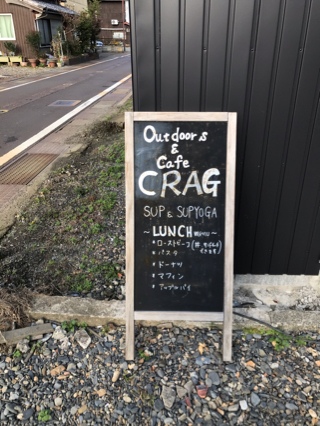 Outdoors
&
Cafe
CRAG
SUP & SUPYOGA
~ LUNCH ~
* ローストビーフ
* パスタ
* ドーナツ
* マフィン
* アップルパイ